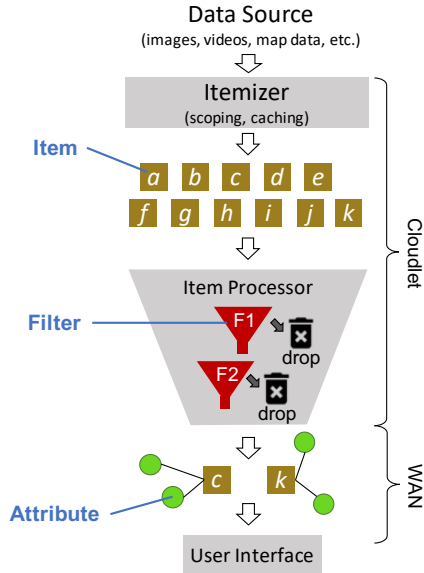 Data Source
(images, videos, map data, etc.)
Itemizer
(scoping, caching)
Item
a b c d e
f g h i j k
Cloudlet
Item Processor
Filter
F1
drop
F2
drop
c k
WAN
Attribute
User Interface